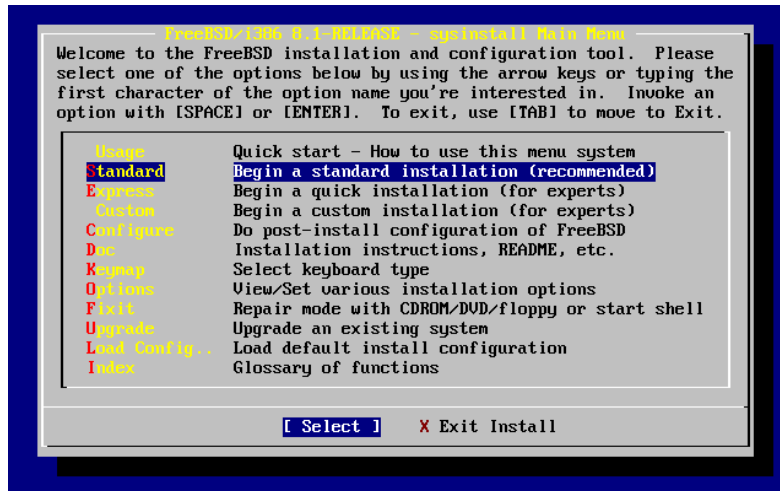 FreeBSD/i386 8.1-RELEASE - sysinstall Main Menu
Welcome to the FreeBSD installation and configuration tool.  Please
select one of the options below by using the arrow keys or typing the
first character of the option name you're interested in.  Invoke an
option with [SPACE] or [ENTER].  To exit, use [TAB] to move to Exit.
Usage Quick start - How to use this menu system
Standard Begin a standard installation (recommended)
Express Begin a quick installation (for experts)
Custom Begin a custom installation (for experts)
Configure Do post-install configuration of FreeBSD
Doc Installation instructions, README, etc.
Keymap Select keyboard type
Options View/Set various installation options
Fixit Repair mode with CDROM/DVD/floppy or start shell
Upgrade Upgrade an existing system
Load Config.. Load default install configuration
Index Glossary of functions
[ Select ] X Exit Install